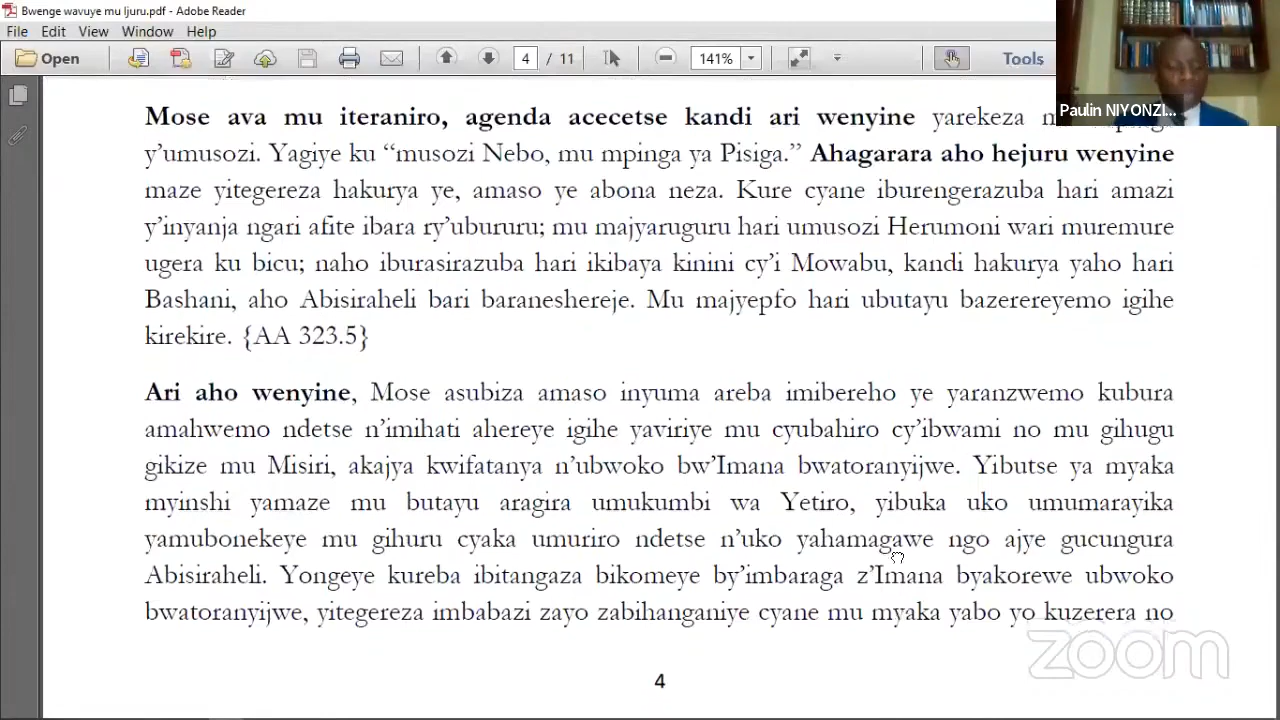 Bwenge wavuye mu Ijuru.pdf - Adobe Reader
File Edit View Window Help
Open 4 / 11 141% Tools
Paulin NIYONZI...
Mose ava mu iteraniro, agenda acecetse kandi ari wenyine yarekeza
y’umusozi. Yagiye ku “musozi Nebo, mu mpinga ya Pisiga.” Ahagarara aho hejuru wenyine
maze yitegereza hakurya ye, amaso ye abona neza. Kure cyane iburengerazuba hari amazi
y’inyanja ngari afite ibara ry’ubururu; mu majyaruguru hari umusozi Herumoni wari muremure
ugera ku bicu; naho iburasirazuba hari ikibaya kinini cy’i Mowabu, kandi hakurya yaho hari
Bashani, aho Abisiraheli bari baraneshereje. Mu majyepfo hari ubutayu bazerereyemo igihe
kirekire. {AA 323.5}
Ari aho wenyine, Mose asubiza amaso inyuma areba imibereho ye yaranzwemo kubura
amahwemo ndetse n’imihati ahereye igihe yaviriye mu cyubahiro cy’ibwami no mu gihugu
gikize mu Misiri, akajya kwifatanya n’ubwoko bw’Imana bwatoranyijwe. Yibutse ya myaka
myinshi yamaze mu butayu aragira umukumbi wa Yetiro, yibuka uko umumarayika
yamubonekeye mu gihuru cyaka umuriro ndetse n’uko yahamagawe ngo ajye gucungura
Abisiraheli. Yongeye kureba ibitangaza bikomeye by’imbaraga z’Imana byakorewe ubwoko
bwatoranyijwe, yitegereza imbabazi zayo zabihanganiye cyane mu myaka yabo yo kuzerera no
zoom
4